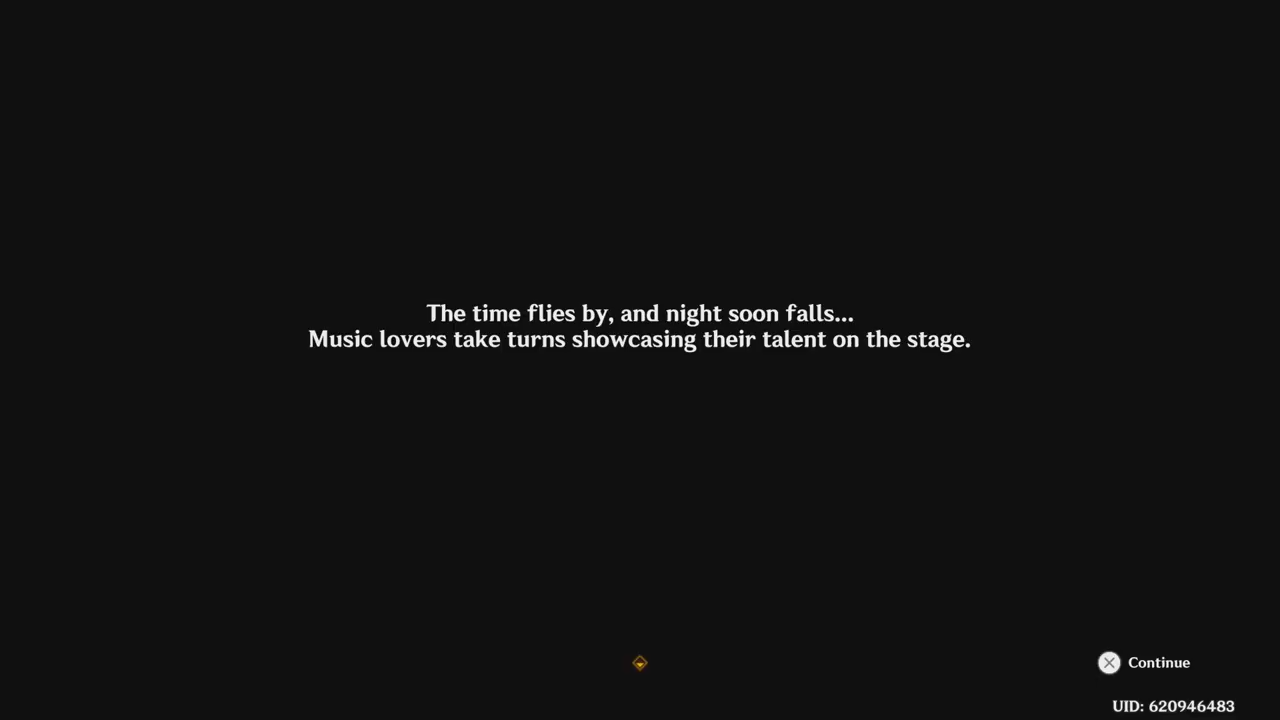 The time flies by, and night soon falls...
Music lovers take turns showcasing their talent on the stage.
Continue
UID: 620946483